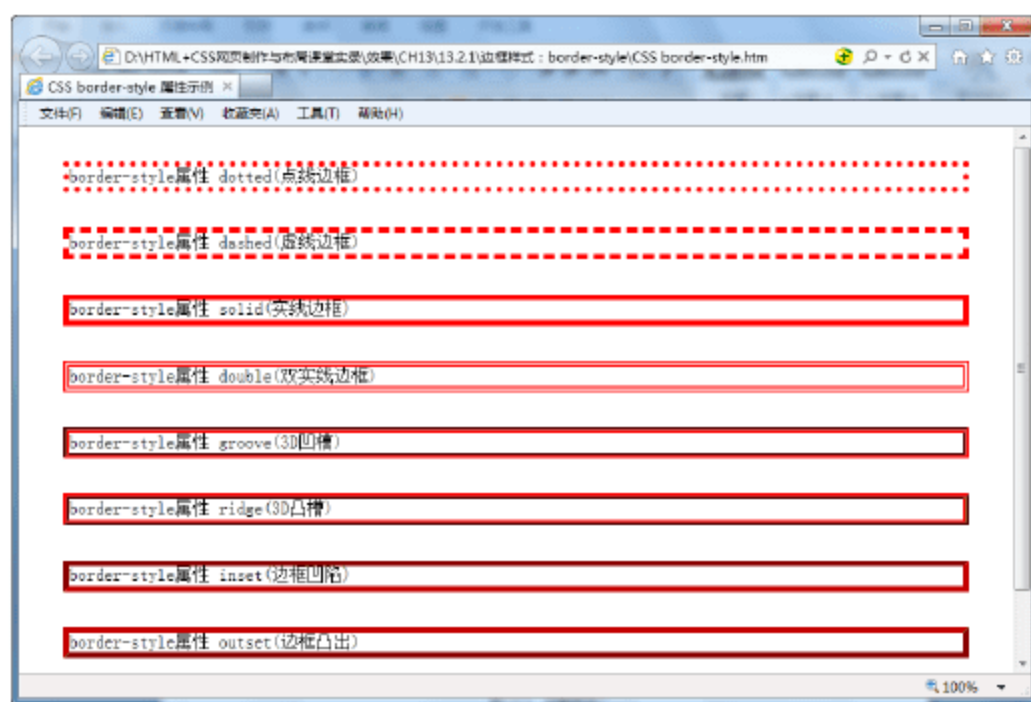 D:\HTML+CSS网页制作与布局课堂实录\效果\CH13\13.2.1\边框样式：border-style\CSS border-style.htm
CSS border-style 属性示例
文件(F) 编辑(E) 查看(V) 收藏夹(A) 工具(T) 帮助(H)
border-style属性 dotted(点线边框)
border-style属性 dashed(虚线边框)
border-style属性 solid(实线边框)
border-style属性 double(双实线边框)
border-style属性 groove(3D凹槽)
border-style属性 ridge(3D凸槽)
border-style属性 inset(边框凹陷)
border-style属性 outset(边框凸出)
100%